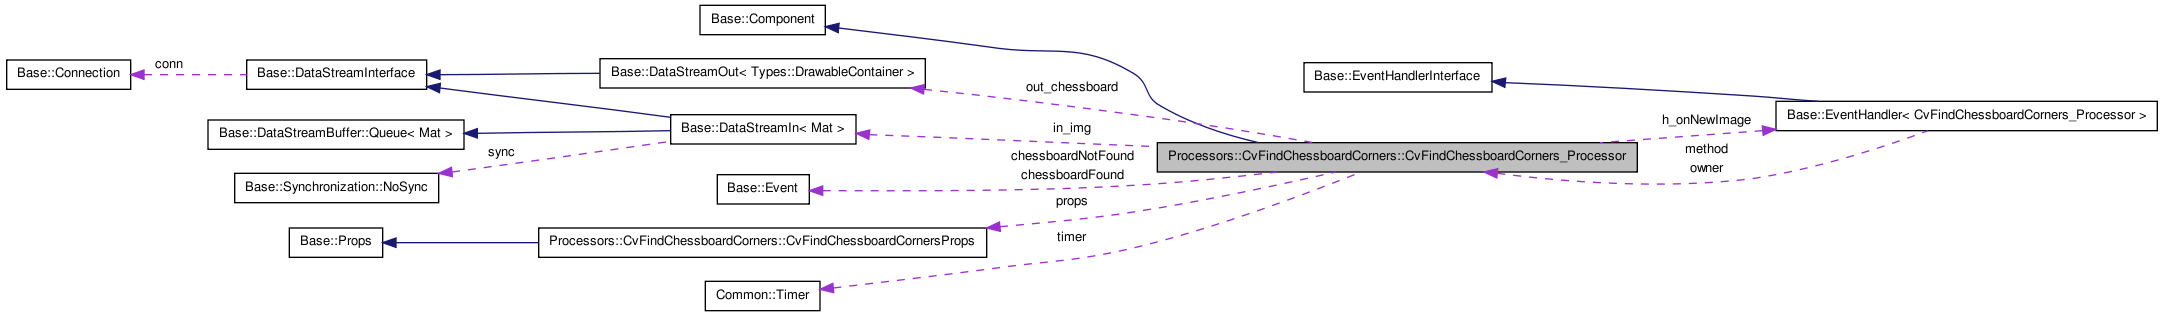 Base::Component
Base::Connection
conn
Base::DataStreamInterface
Base::DataStreamOut< Types::DrawableContainer >
out_chessboard
Base::EventHandlerInterface
Base::EventHandler< CvFindChessboardCorners_Processor >
Base::DataStreamBuffer::Queue< Mat >
Base::DataStreamIn< Mat >
in_img
h_onNewImage
sync
chessboardNotFound
chessboardFound
Processors::CvFindChessboardCorners::CvFindChessboardCorners_Processor
method
owner
Base::Synchronization::NoSync
Base::Event
props
Base::Props
Processors::CvFindChessboardCorners::CvFindChessboardCornersProps
timer
Common::Timer